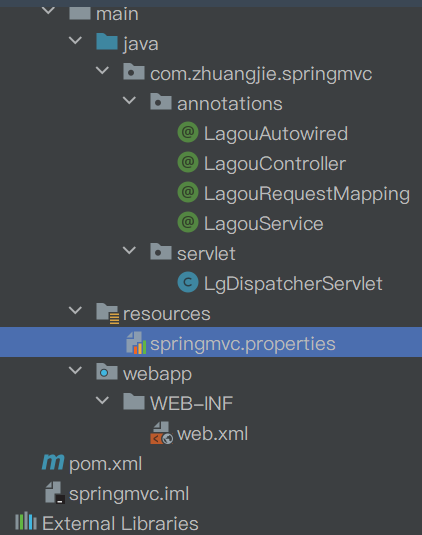 main
java
com.zhuangjie.springmvc
annotations
LagouAutowired
LagouController
LagouRequestMapping
LagouService
servlet
LgDispatcherServlet
resources
springmvc.properties
webapp
WEB-INF
web.xml
pom.xml
springmvc.iml
External Libraries